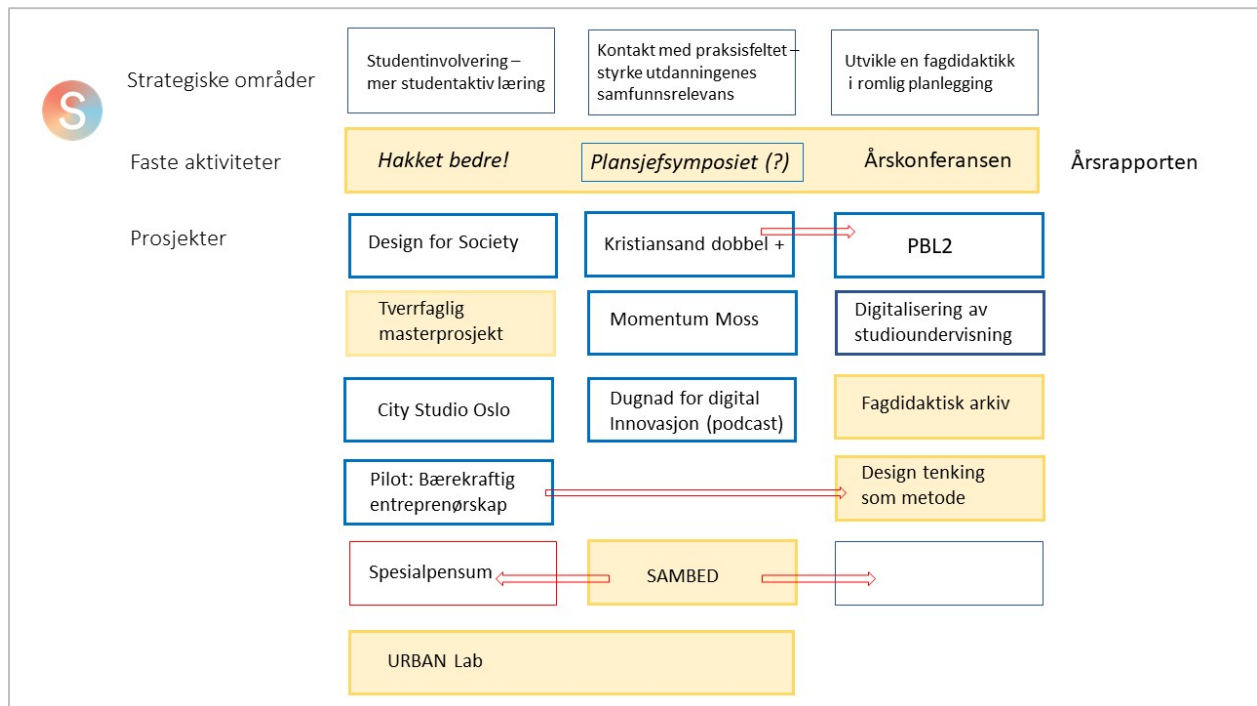 Strategiske områder
Studentinvolvering –
mer studentaktiv læring
Kontakt med praksisfeltet –
styrke utdanningenes
samfunnsrelevans
Utvikle en fagdidaktikk
i romlig planlegging
S
Faste aktiviteter
Hakket bedre!
Plansjefsymposiet (?)
Årskonferansen
Årsrapporten
Prosjekter
Design for Society
Kristiansand dobbel +
PBL2
Tverrfaglig
masterprosjekt
Momentum Moss
Digitalisering av
studioundervisning
City Studio Oslo
Dugnad for digital
Innovasjon (podcast)
Fagdidaktisk arkiv
Pilot: Bærekraftig
entreprenørskap
Design tenking
som metode
Spesialpensum
SAMBED
URBAN Lab